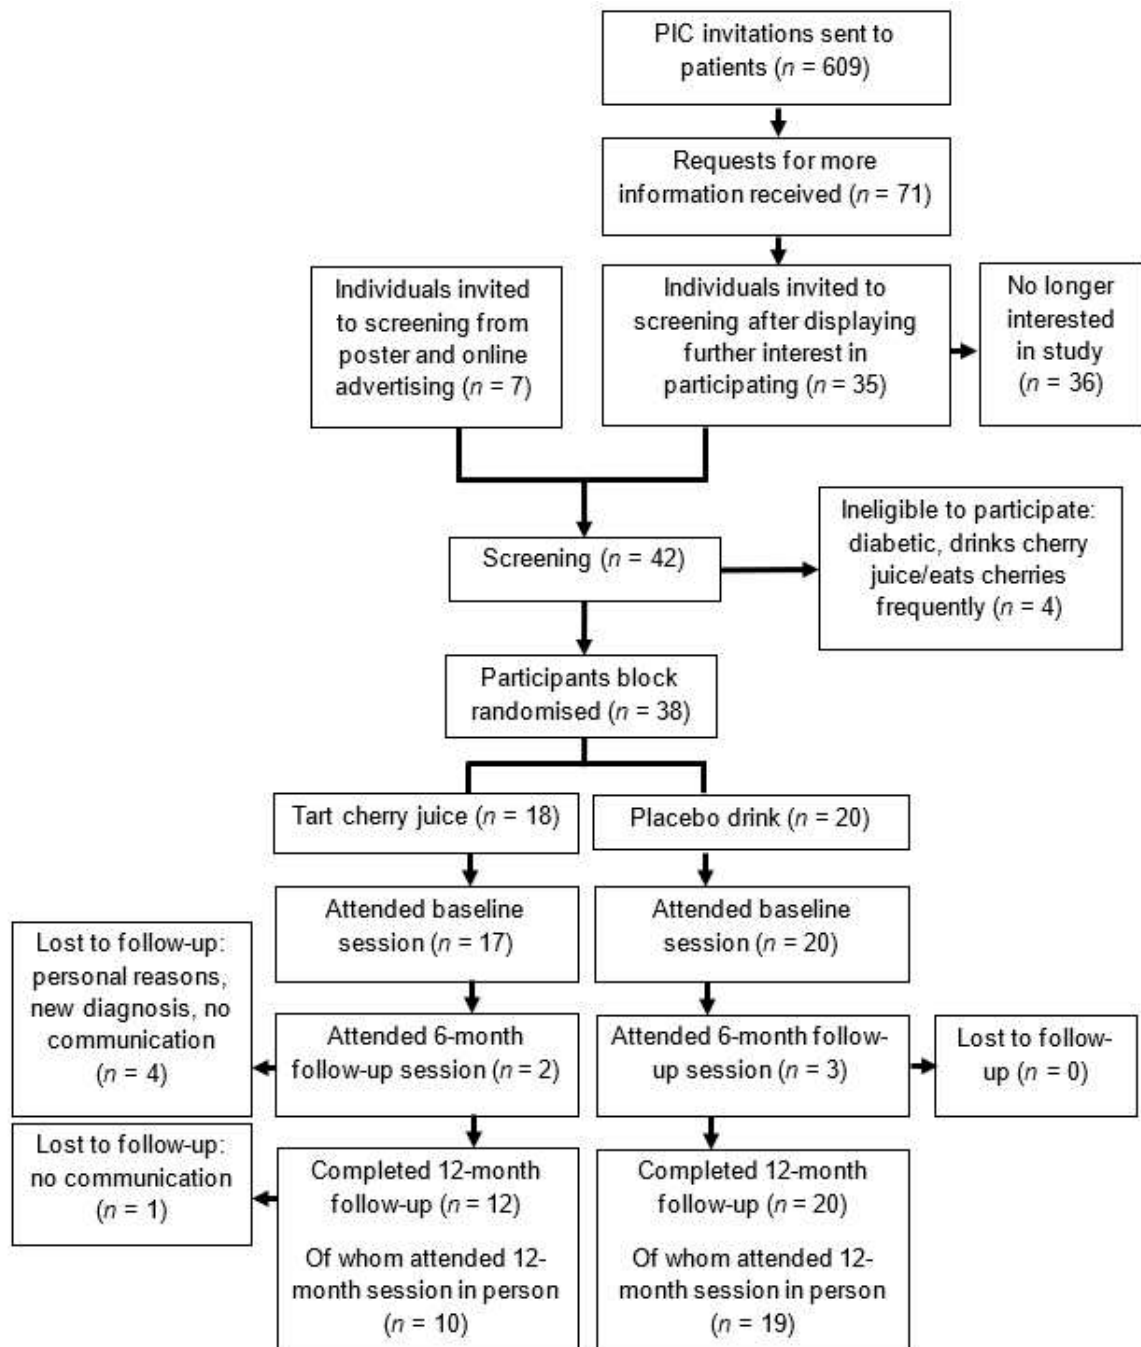 PIC invitations sent to
patients (n = 609)
Requests for more
information received (n = 71)
Individuals invited
to screening from
poster and online
advertising (n = 7)
Individuals invited to
screening after displaying
further interest in
participating (n = 35)
No longer
interested
in study
(n = 36)
Screening (n = 42)
Ineligible to participate:
diabetic, drinks cherry
juice/eats cherries
frequently (n = 4)
Participants block
randomised (n = 38)
Tart cherry juice (n = 18)
Placebo drink (n = 20)
Attended baseline
session (n = 17)
Attended baseline
session (n = 20)
Lost to follow-up:
personal reasons,
new diagnosis, no
communication
(n = 4)
Attended 6-month
follow-up session (n = 2)
Attended 6-month follow-
up session (n = 3)
Lost to follow-
up (n = 0)
Lost to follow-up:
no communication
(n = 1)
Completed 12-month
follow-up (n = 12)
Of whom attended 12-
month session in person
(n = 10)
Completed 12-month
follow-up (n = 20)
Of whom attended 12-
month session in person
(n = 19)